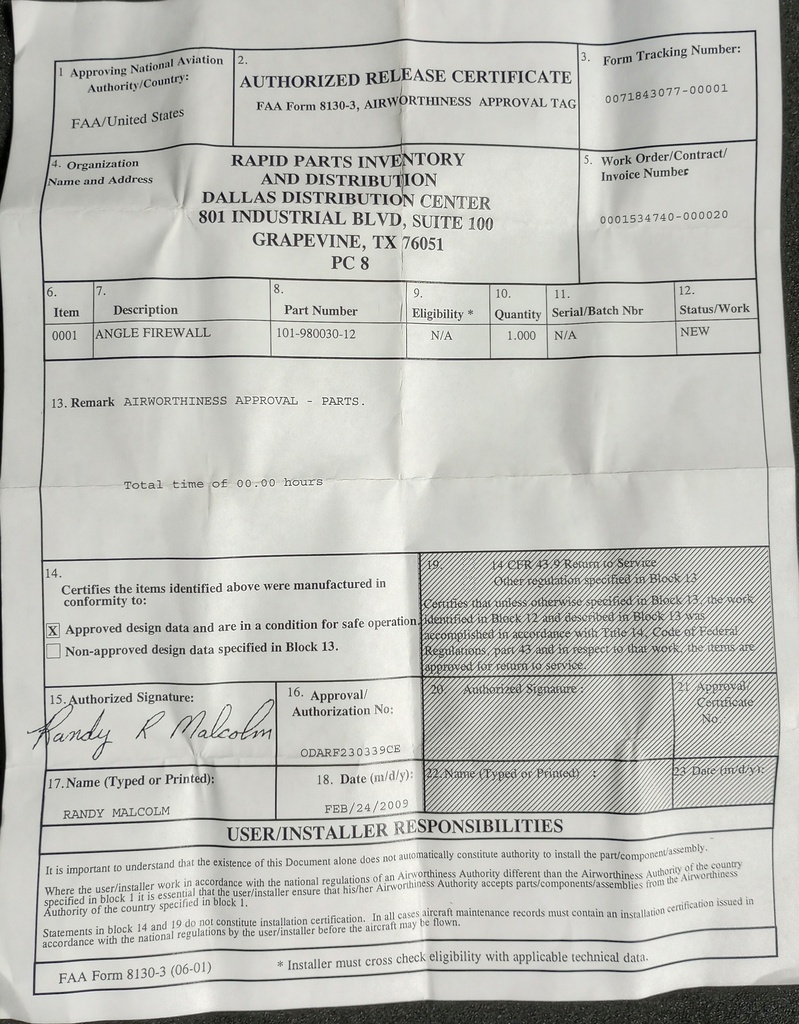 1 Approving National Aviation
Authority/Country:
FAA/United States
2.
AUTHORIZED RELEASE CERTIFICATE
FAA Form 8130-3, AIRWORTHINESS APPROVAL TAG
3. Form Tracking Number:
0071843077-00001
4. Organization
Name and Address
RAPID PARTS INVENTORY
AND DISTRIBUTION
DALLAS DISTRIBUTION CENTER
801 INDUSTRIAL BLVD, SUITE 100
GRAPEVINE, TX 76051
PC 8
5. Work Order/Contract/
Invoice Number
0001534740-000020
6. Item
7. Description
8. Part Number
9. Eligibility *
10. Quantity
11. Serial/Batch Nbr
12. Status/Work
0001 ANGLE FIREWALL 101-980030-12 N/A 1.000 N/A NEW
13. Remark AIRWORTHINESS APPROVAL - PARTS.
Total time of 00.00 hours
14.
Certifies the items identified above were manufactured in
conformity to:
X Approved design data and are in a condition for safe operation.
Non-approved design data specified in Block 13.
19. 14 CFR 43.9 Return to Service
Other regulation specified in Block 13
Certifies that unless otherwise specified in Block 13, the work
identified in Block 12 and described in Block 13 was
accomplished in accordance with Title 14, Code of Federal
Regulations, part 43 and in respect to that work, the items are
approved for return to service.
15. Authorized Signature:
Randy R Malcolm
16. Approval/
Authorization No:
ODARF230339CE
20 Authorized Signature :
21 Approval/
Certificate
No
17. Name (Typed or Printed):
RANDY MALCOLM
18. Date (m/d/y):
FEB/24/2009
22. Name (Typed or Printed) :
23 Date (m/d/y):
USER/INSTALLER RESPONSIBILITIES
It is important to understand that the existence of this Document alone does not automatically constitute authority to install the part/component/assembly.
Where the user/installer work in accordance with the national regulations of an Airworthiness Authority different than the Airworthiness Authority of the country
specified in block 1 it is essential that the user/installer ensure that his/her Airworthiness Authority accepts parts/components/assemblies from the Airworthiness
Authority of the country specified in block 1.
Statements in block 14 and 19 do not constitute installation certification. In all cases aircraft maintenance records must contain an installation certification issued in
accordance with the national regulations by the user/installer before the aircraft may be flown.
FAA Form 8130-3 (06-01)
* Installer must cross check eligibility with applicable technical data.